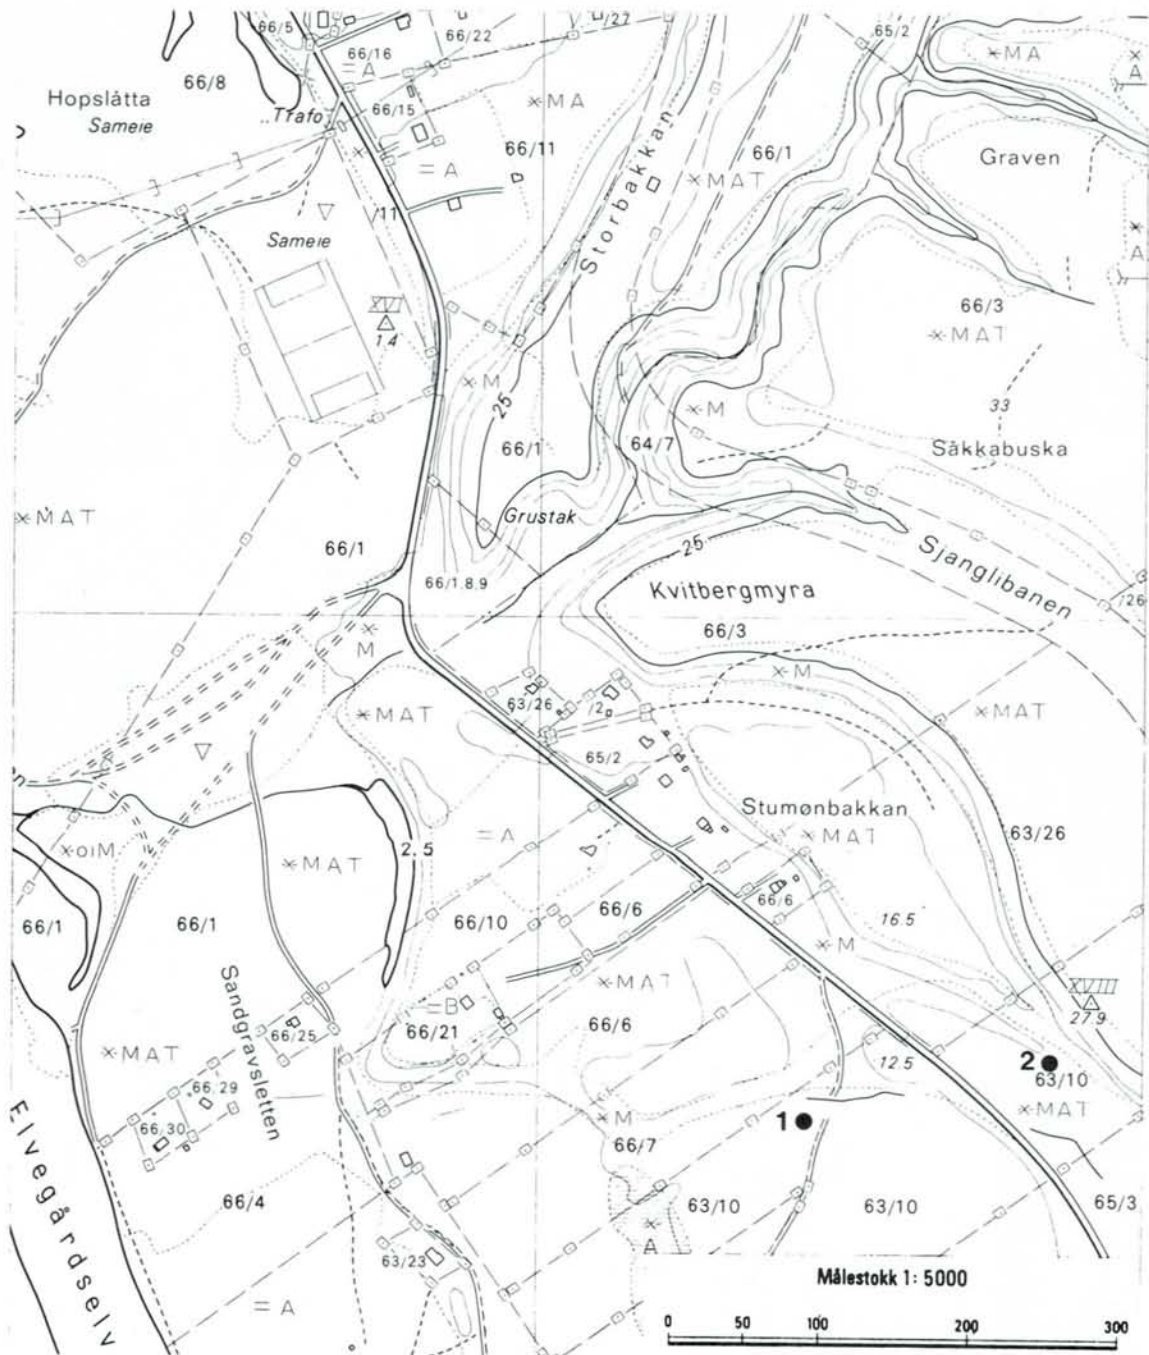 66/5
66/16
66/22
/27
65/2
MA
A
66/8
Hopslåtta
Sameie
A
66/15
MA
Trafo
66/11
A
66/1
MAT
Graven
A
/11
Sameie
Storbakkan
XVI
1,4
66/3
MAT
M
25
M
33
66/1
64/7
Såkkabuska
MAT
Grustak
66/1
25
Sjanglibanen
66/1.8.9
Kvitbergmyra
/26
66/3
M
M
MAT
63/26
/2
MAT
65/2
Stumønbakkan
MAT
63/26
A
2.5
oiM
MAT
66/1
66/1
66/10
66/6
66/6
16.5
M
Sandgravsletten
MAT
XVIII
27.9
B
66/21
66/25
66/6
12.5
2
63/10
MAT
MAT
66/29
66/30
M
1
66/7
66/4
63/10
63/10
65/3
A
63/23
Elvegårdselv
A
Målestokk 1: 5000
0 50 100 200 300